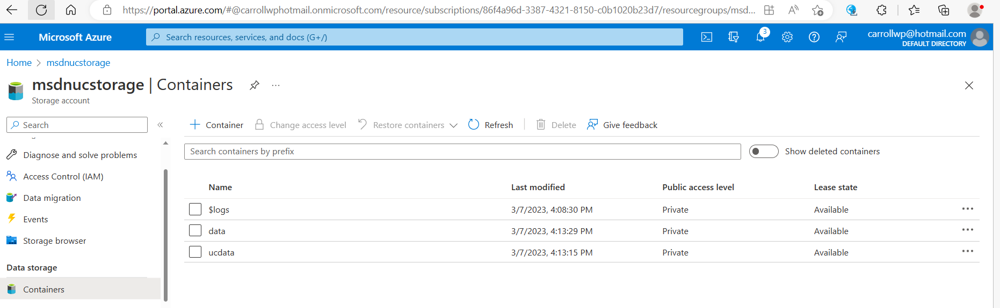 https://portal.azure.com/#@carrollwphotmail.onmicrosoft.com/resource/subscriptions/86f4a96d-3387-4321-8150-c0b1020b23d7/resourcegroups/msd...
Microsoft Azure
Search resources, services, and docs (G+/)
3
carrollwp@hotmail.com
DEFAULT DIRECTORY
Home > msdnucstorage
msdnucstorage | Containers
Storage account
Search
Container
Change access level
Restore containers
Refresh
Delete
Give feedback
Search containers by prefix
Show deleted containers
Diagnose and solve problems
Access Control (IAM)
Data migration
Events
Storage browser
Data storage
Containers
Name Last modified Public access level Lease state
$logs 3/7/2023, 4:08:30 PM Private Available
data 3/7/2023, 4:13:29 PM Private Available
ucdata 3/7/2023, 4:13:15 PM Private Available